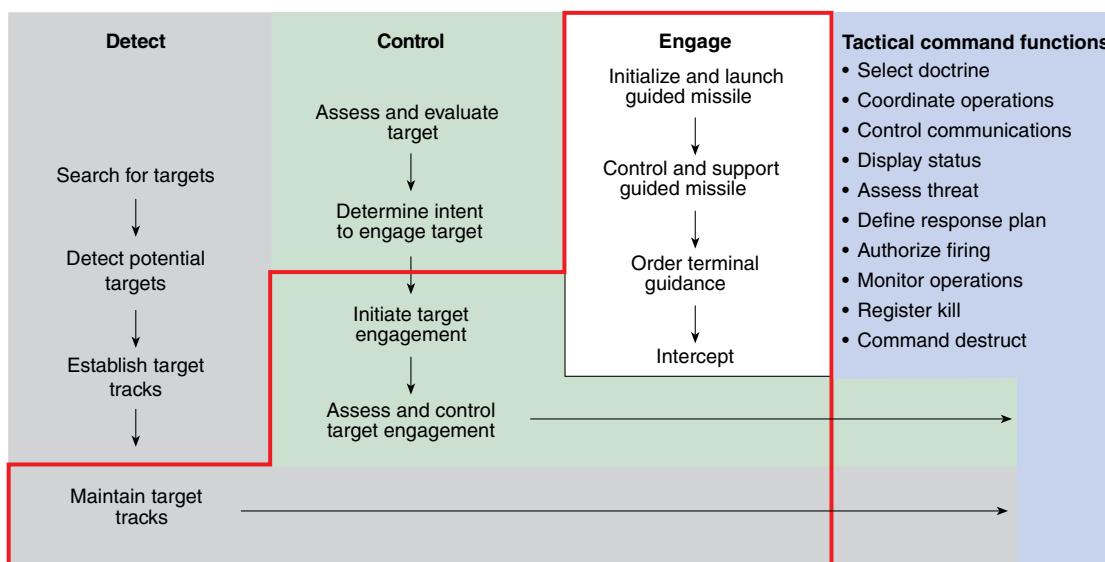 Detect
Search for targets
Detect potential
targets
Establish target
tracks
Maintain target
tracks
Control
Assess and evaluate
target
Determine intent
to engage target
Initiate target
engagement
Assess and control
target engagement
Engage
Initialize and launch
guided missile
Control and support
guided missile
Order terminal
guidance
Intercept
Tactical command functions
• Select doctrine
• Coordinate operations
• Control communications
• Display status
• Assess threat
• Define response plan
• Authorize firing
• Monitor operations
• Register kill
• Command destruct